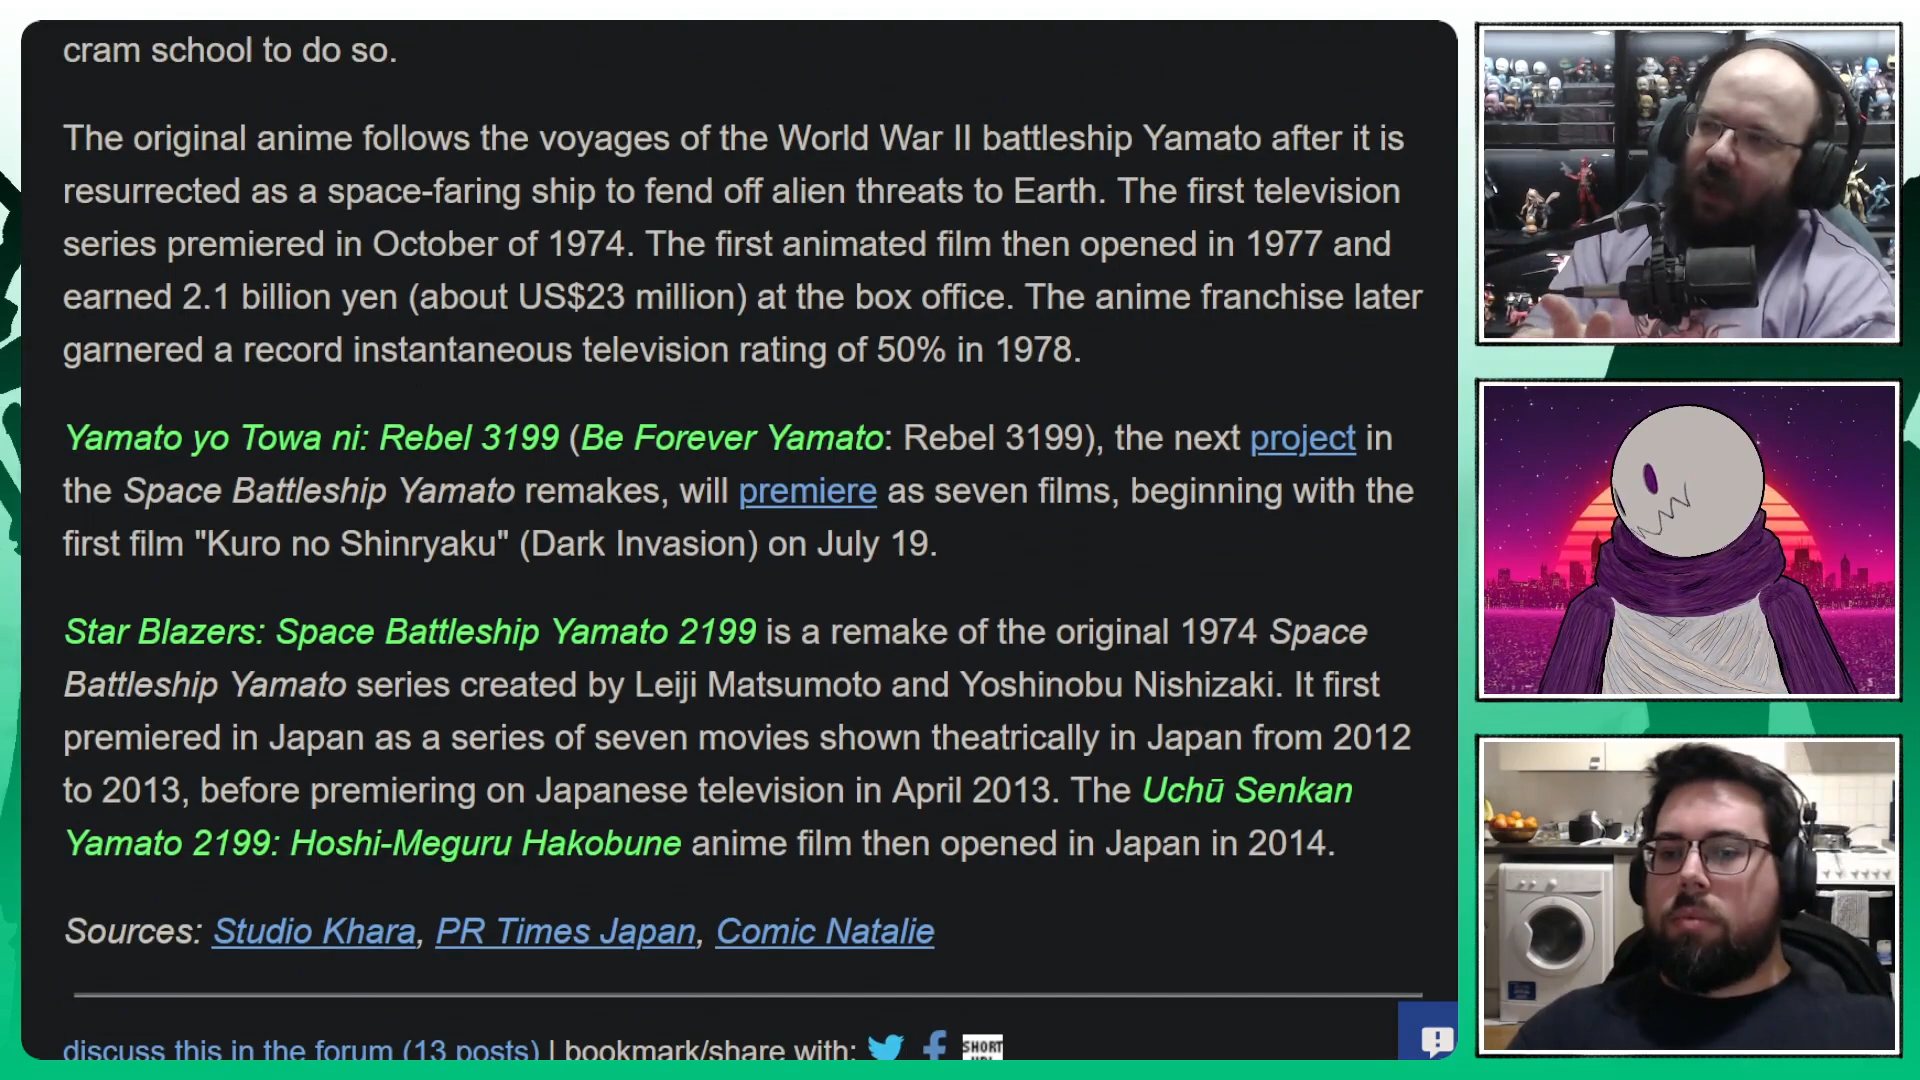 cram school to do so.
The original anime follows the voyages of the World War II battleship Yamato after it is
resurrected as a space-faring ship to fend off alien threats to Earth. The first television
series premiered in October of 1974. The first animated film then opened in 1977 and
earned 2.1 billion yen (about US$23 million) at the box office. The anime franchise later
garnered a record instantaneous television rating of 50% in 1978.
Yamato yo Towa ni: Rebel 3199 (Be Forever Yamato: Rebel 3199), the next project in
the Space Battleship Yamato remakes, will premiere as seven films, beginning with the
first film "Kuro no Shinryaku" (Dark Invasion) on July 19.
Star Blazers: Space Battleship Yamato 2199 is a remake of the original 1974 Space
Battleship Yamato series created by Leiji Matsumoto and Yoshinobu Nishizaki. It first
premiered in Japan as a series of seven movies shown theatrically in Japan from 2012
to 2013, before premiering on Japanese television in April 2013. The Uchū Senkan
Yamato 2199: Hoshi-Meguru Hakobune anime film then opened in Japan in 2014.
Sources: Studio Khara, PR Times Japan, Comic Natalie
discuss this in the forum (13 posts) | bookmark/share with: SHORT